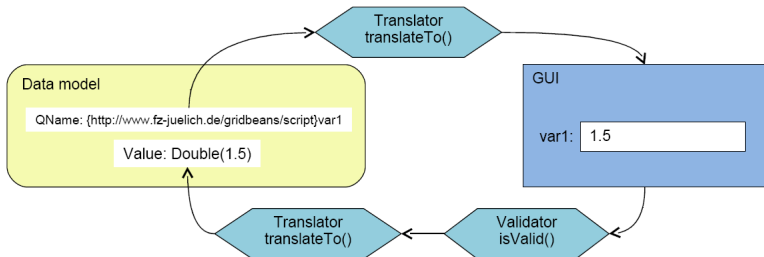 Translator
translateTo()
Data model
QName: {http://www.fz-juelich.de/gridbeans/script}var1
Value: Double(1.5)
GUI
var1: 1.5
Translator
translateTo()
Validator
isValid()